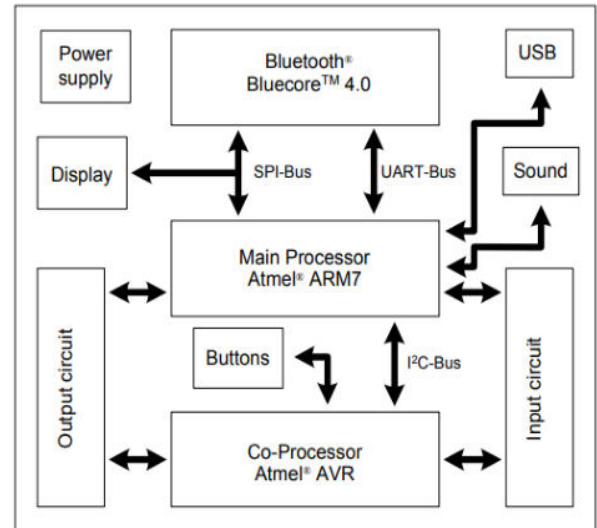 Power
supply
Bluetooth®
Bluecore™ 4.0
USB
Display
SPI-Bus
UART-Bus
Sound
Main Processor
Atmel® ARM7
Output circuit
Buttons
I²C-Bus
Input circuit
Co-Processor
Atmel® AVR